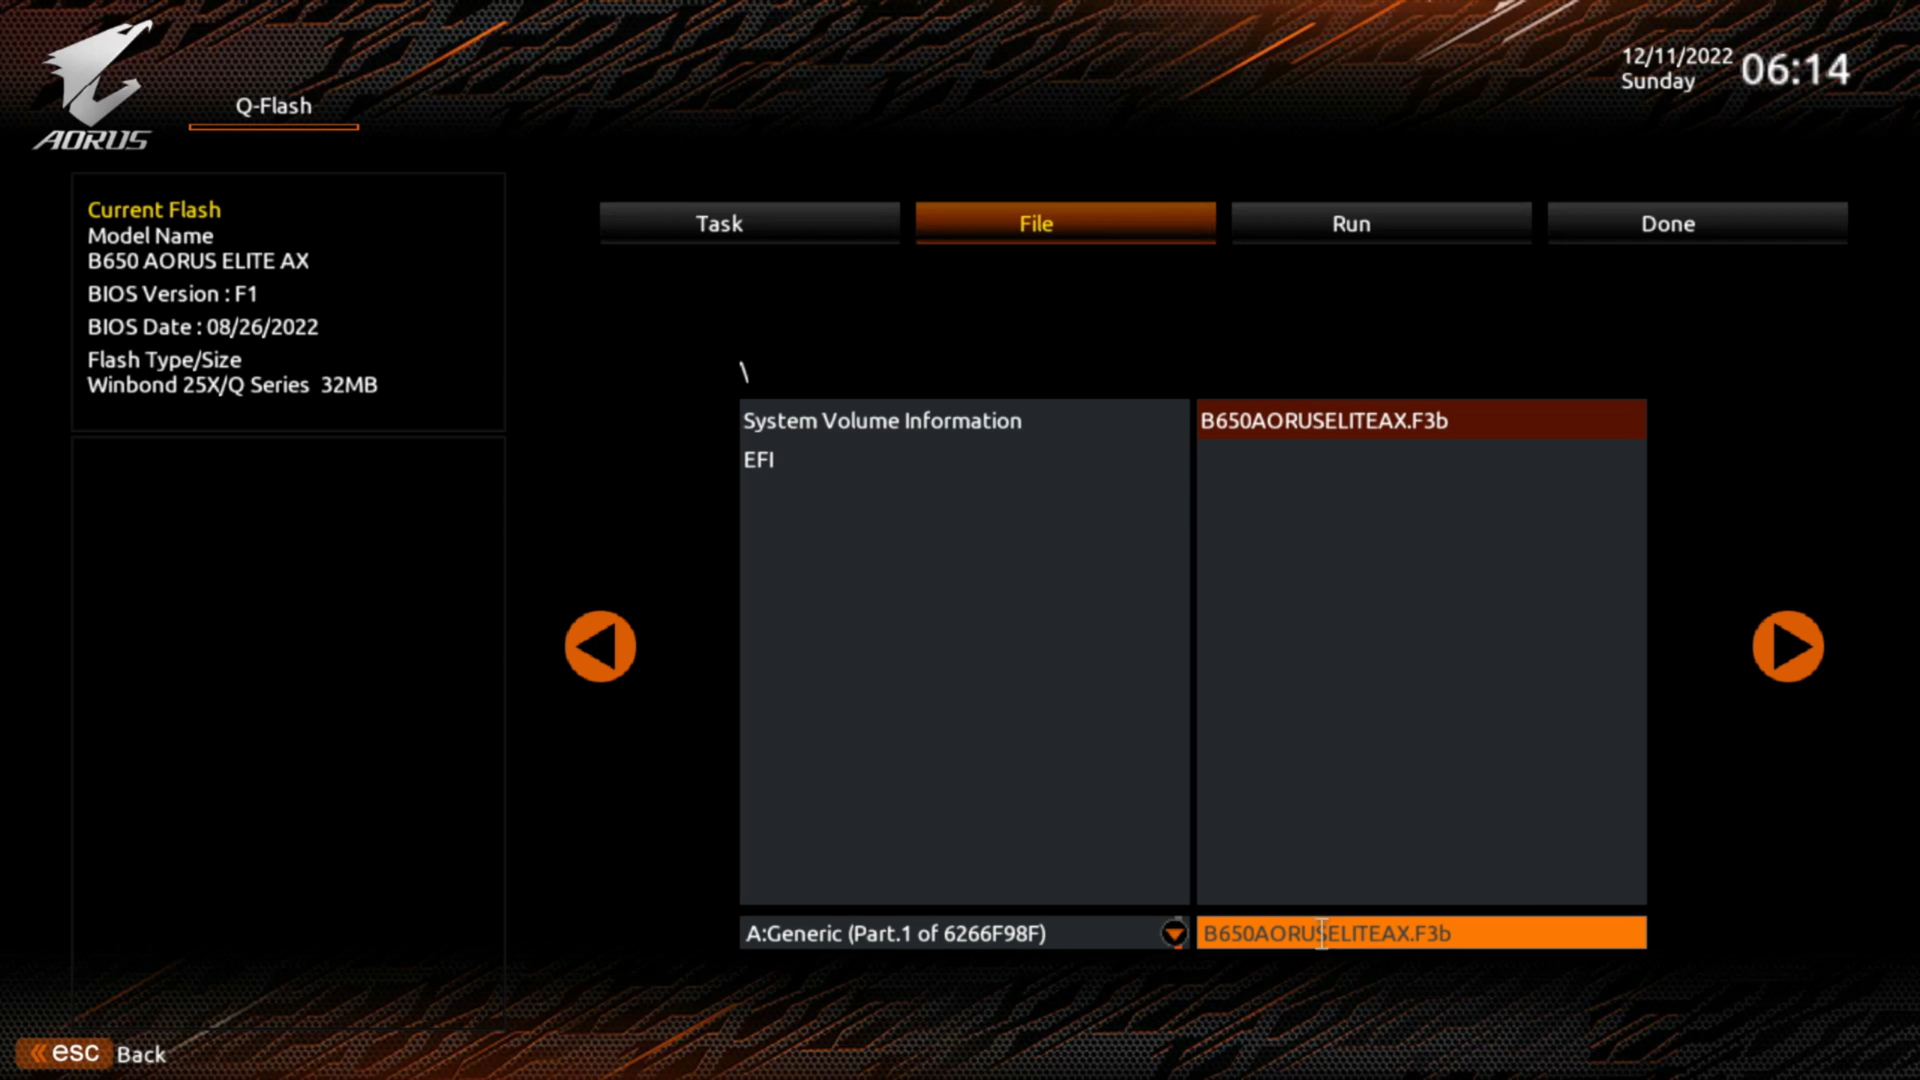 AORUS
Q-Flash
12/11/2022
Sunday
06:14
Current Flash
Model Name
B650 AORUS ELITE AX
BIOS Version : F1
BIOS Date : 08/26/2022
Flash Type/Size
Winbond 25X/Q Series 32MB
Task
File
Run
Done
\
System Volume Information
EFI
B650AORUSELITEAX.F3b
A:Generic (Part.1 of 6266F98F)
B650AORUSELITEAX.F3b
esc Back